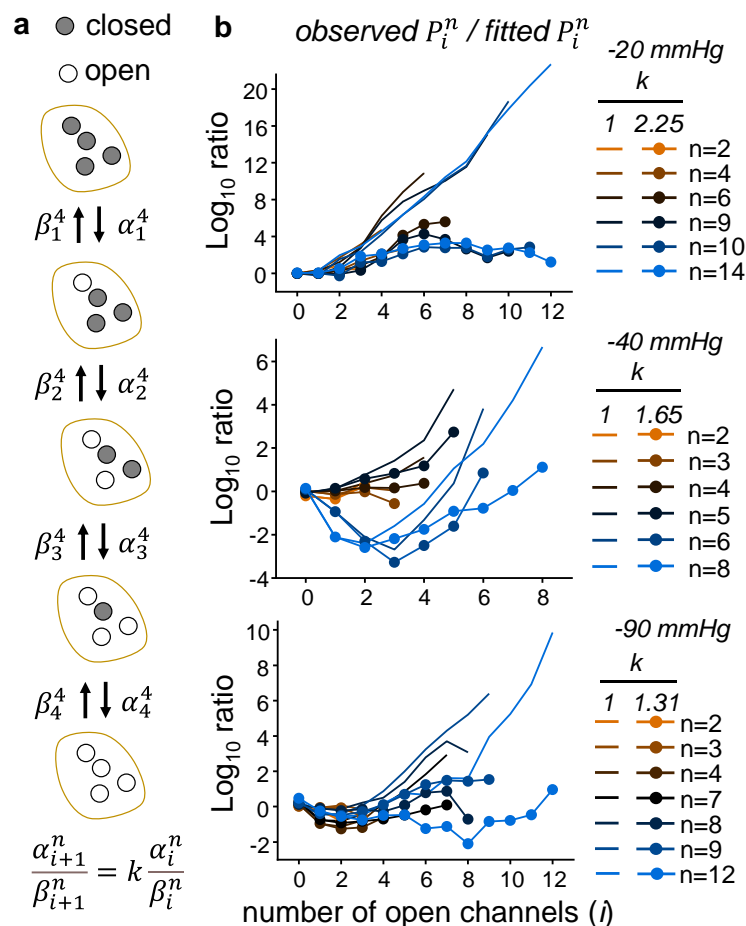 a
closed
open
β₁⁴ α₁⁴
β₂⁴ α₂⁴
β₃⁴ α₃⁴
β₄⁴ α₄⁴
αⁿᵢ₊₁ / βⁿᵢ₊₁ = k αⁿᵢ / βⁿᵢ
b
observed Pᵢⁿ / fitted Pᵢⁿ
Log₁₀ ratio
20
16
12
8
4
0
0 2 4 6 8 10 12
-20 mmHg
k
1 2.25
n=2
n=4
n=6
n=9
n=10
n=14
Log₁₀ ratio
6
4
2
0
-2
-4
0 2 4 6 8
-40 mmHg
k
1 1.65
n=2
n=3
n=4
n=5
n=6
n=8
Log₁₀ ratio
10
8
6
4
2
0
-2
0 2 4 6 8 10 12
-90 mmHg
k
1 1.31
n=2
n=3
n=4
n=7
n=8
n=9
n=12
number of open channels (i)